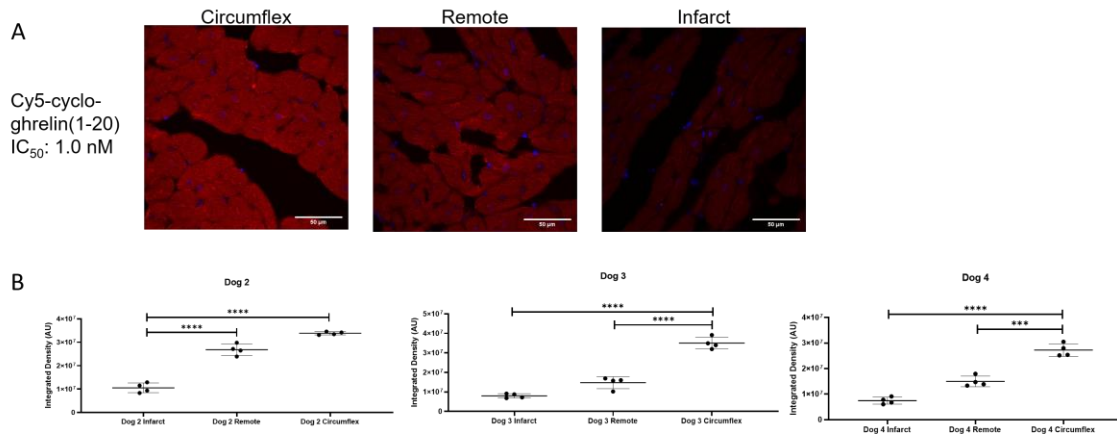 A
Circumflex
Remote
Infarct
Cy5-cyclo-
ghrelin(1-20)
IC₅₀: 1.0 nM
50 µm
50 µm
50 µm
B
Dog 2
Integrated Density (AU)
4×10⁷
3×10⁷
2×10⁷
1×10⁷
0
****
****
Dog 2 Infarct
Dog 2 Remote
Dog 2 Circumflex
Dog 3
Integrated Density (AU)
5×10⁷
4×10⁷
3×10⁷
2×10⁷
1×10⁷
0
****
****
Dog 3 Infarct
Dog 3 Remote
Dog 3 Circumflex
Dog 4
Integrated Density (AU)
4×10⁷
3×10⁷
2×10⁷
1×10⁷
0
****
***
Dog 4 Infarct
Dog 4 Remote
Dog 4 Circumflex